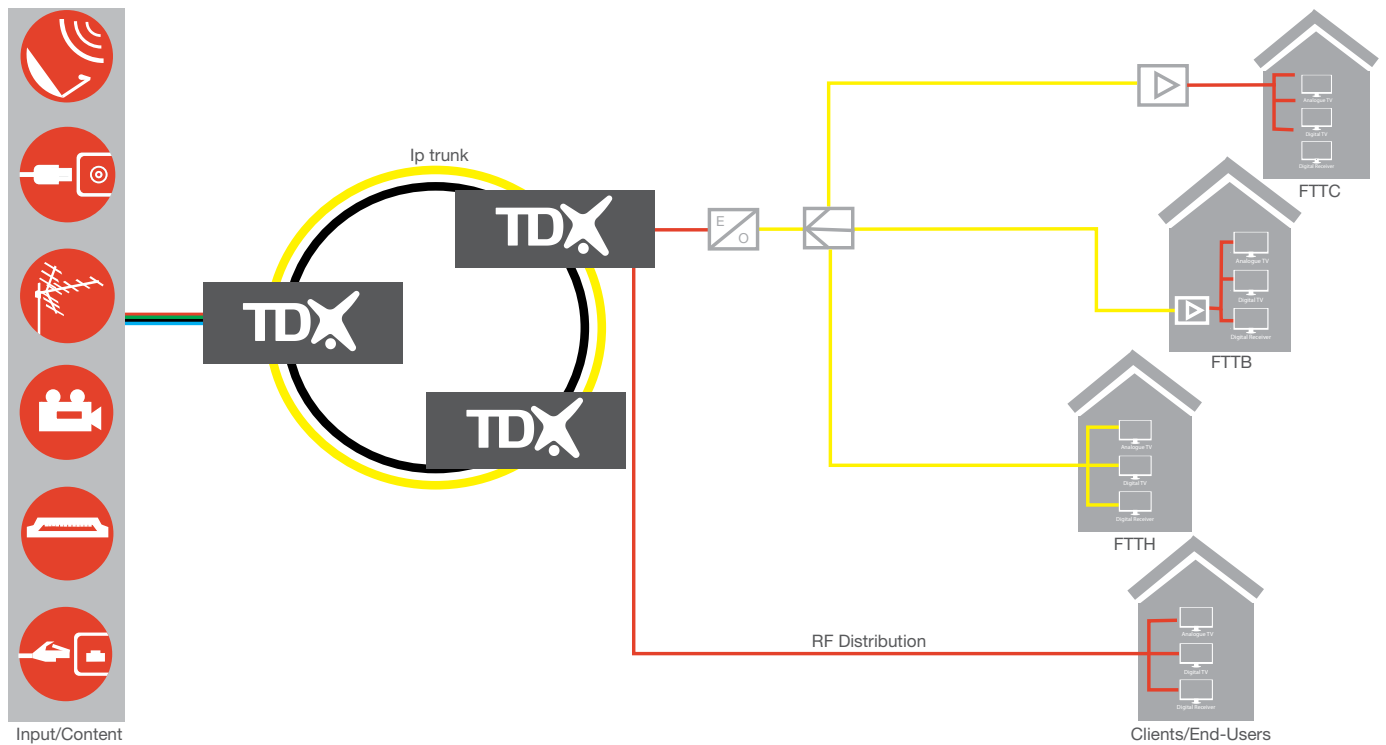 Ip trunk
TDX
TDX
TDX
E
O
Analogue TV
Digital TV
Digital Receiver
FTTC
Analogue TV
Digital TV
Digital Receiver
FTTB
Analogue TV
Digital TV
Digital Receiver
FTTH
RF Distribution
Analogue TV
Digital TV
Digital Receiver
Input/Content
Clients/End-Users